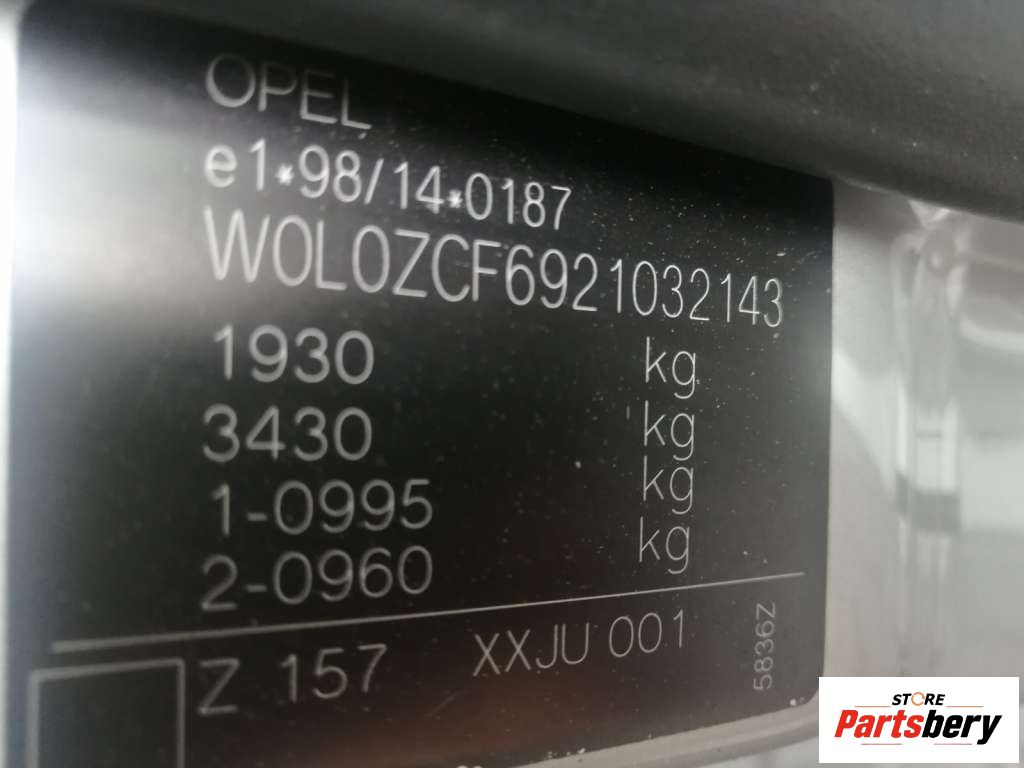 OPEL
e1*98/14*0187
W0L0ZCF6921032143
1930 kg
3430 kg
1-0995 kg
2-0960 kg
Z 157 XXJU 001 5836Z
STORE
Partsbery